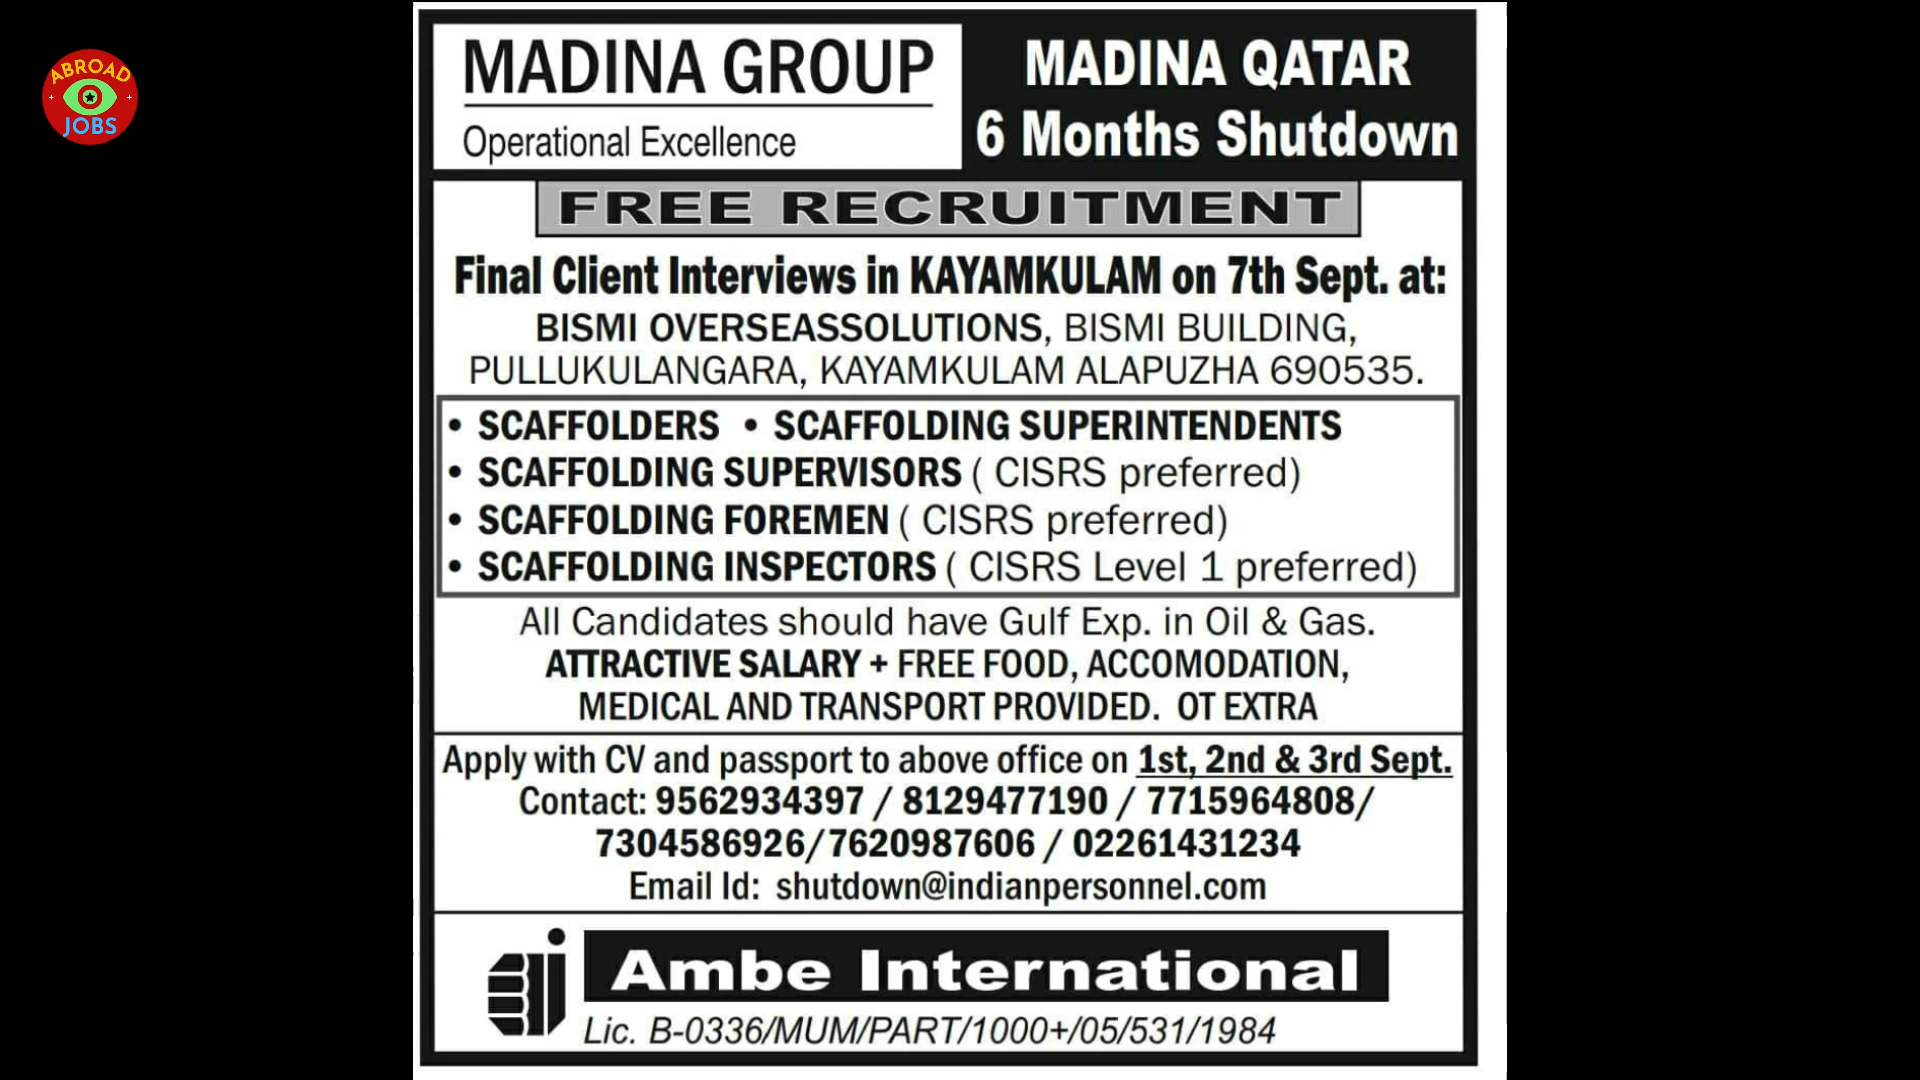 ABROAD
JOBS
MADINA GROUP
Operational Excellence
MADINA QATAR
6 Months Shutdown
FREE RECRUITMENT
Final Client Interviews in KAYAMKULAM on 7th Sept. at:
BISMI OVERSEASSOLUTIONS, BISMI BUILDING,
PULLUKULANGARA, KAYAMKULAM ALAPUZHA 690535.
• SCAFFOLDERS • SCAFFOLDING SUPERINTENDENTS
• SCAFFOLDING SUPERVISORS ( CISRS preferred)
• SCAFFOLDING FOREMEN ( CISRS preferred)
• SCAFFOLDING INSPECTORS ( CISRS Level 1 preferred)
All Candidates should have Gulf Exp. in Oil & Gas.
ATTRACTIVE SALARY + FREE FOOD, ACCOMODATION,
MEDICAL AND TRANSPORT PROVIDED. OT EXTRA
Apply with CV and passport to above office on 1st, 2nd & 3rd Sept.
Contact: 9562934397 / 8129477190 / 7715964808/
7304586926/7620987606 / 02261431234
Email Id: shutdown@indianpersonnel.com
Ambe International
Lic. B-0336/MUM/PART/1000+/05/531/1984